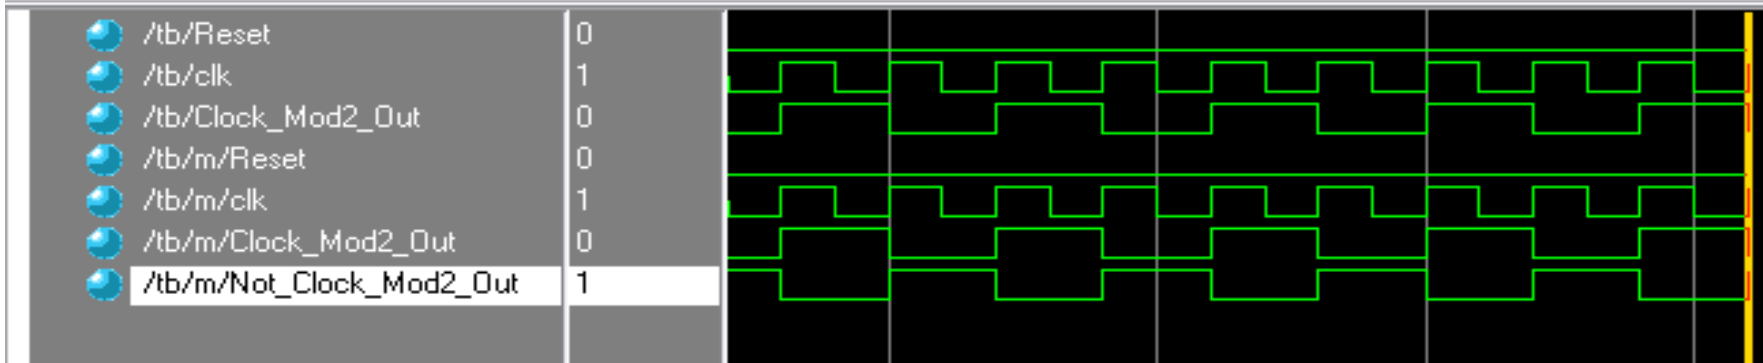 /tb/Reset 0
/tb/clk 1
/tb/Clock_Mod2_Out 0
/tb/m/Reset 0
/tb/m/clk 1
/tb/m/Clock_Mod2_Out 0
/tb/m/Not_Clock_Mod2_Out 1